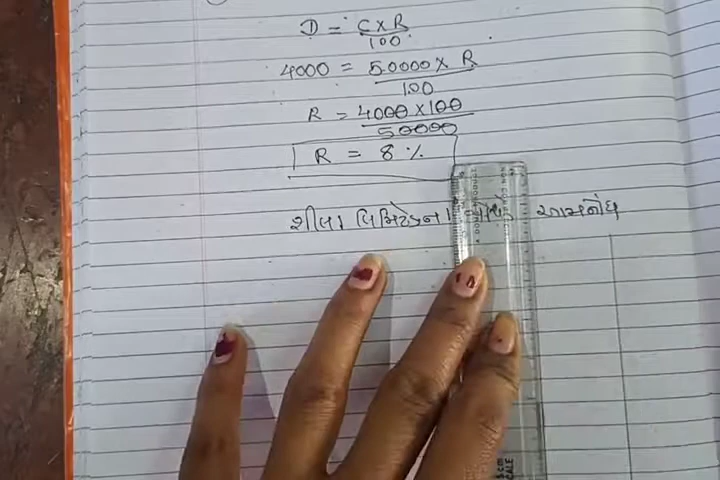 D = C x R
100
4000 = 50000 x R
100
R = 4000 x 100
50000
R = 8 %
શીલા લિમિટેડના ચોપડે આમનોંધ